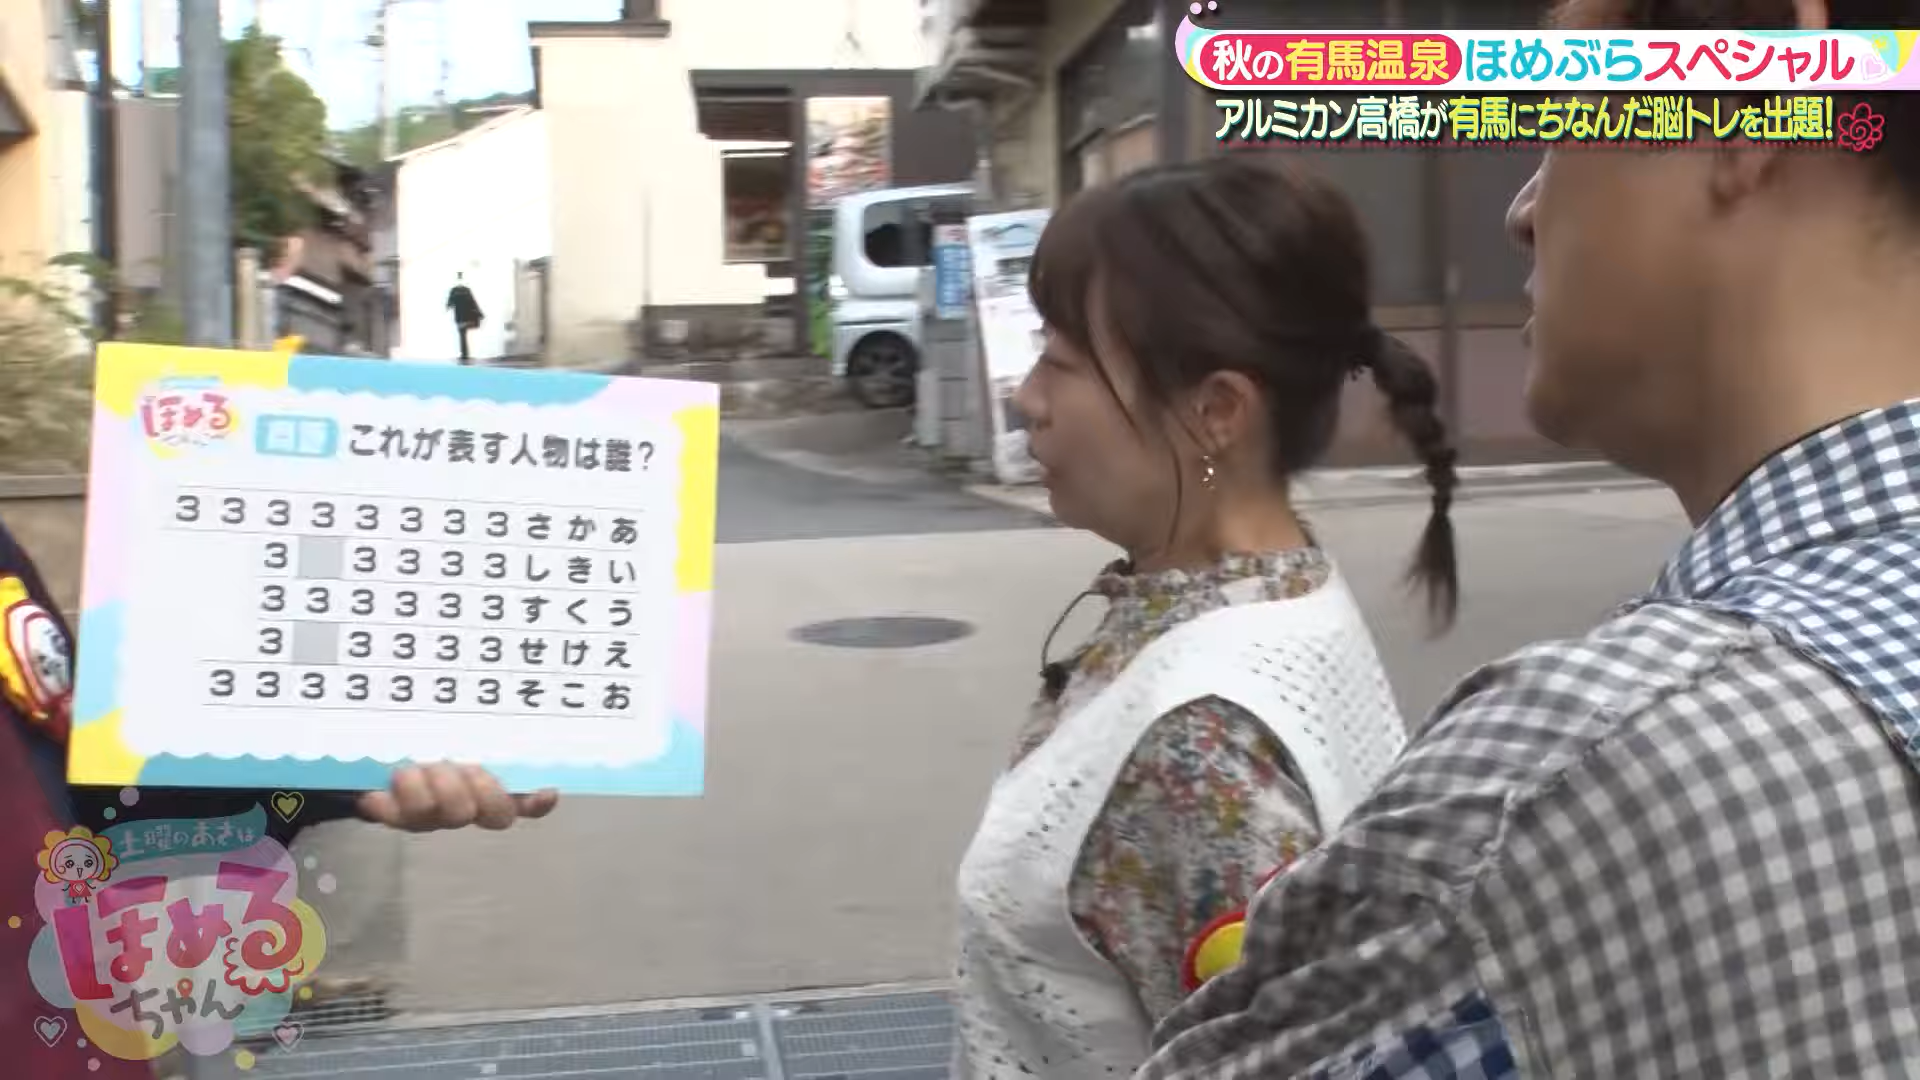 秋の有馬温泉 ほめぶらスペシャル
アルミカン高橋が有馬にちなんだ脳トレを出題!
ほめる
ちゃん
これが表す人物は誰?
3 3 3 3 3 3 3 3 さ か あ
3 3 3 3 3 し き い
3 3 3 3 3 3 す く う
3 3 3 3 3 せ け え
3 3 3 3 3 3 3 そ こ お
土曜のあさは
ほめる
ちゃん